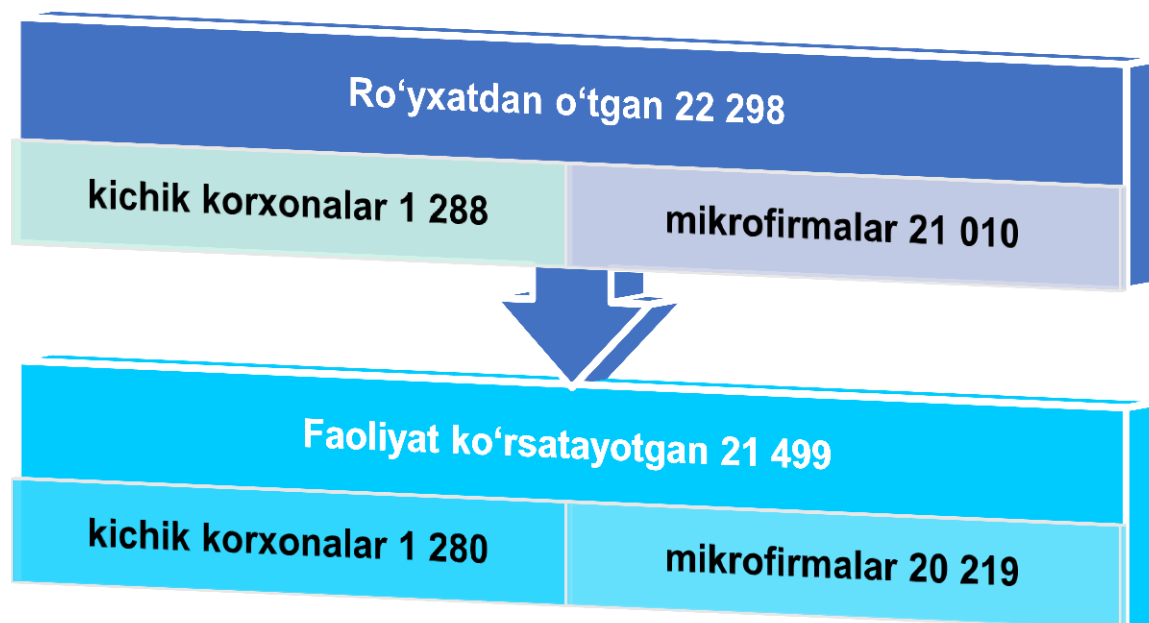 Ro‘yxatdan o‘tgan 22 298
kichik korxonalar 1 288
mikrofirmalar 21 010
Faoliyat ko‘rsatayotgan 21 499
kichik korxonalar 1 280
mikrofirmalar 20 219